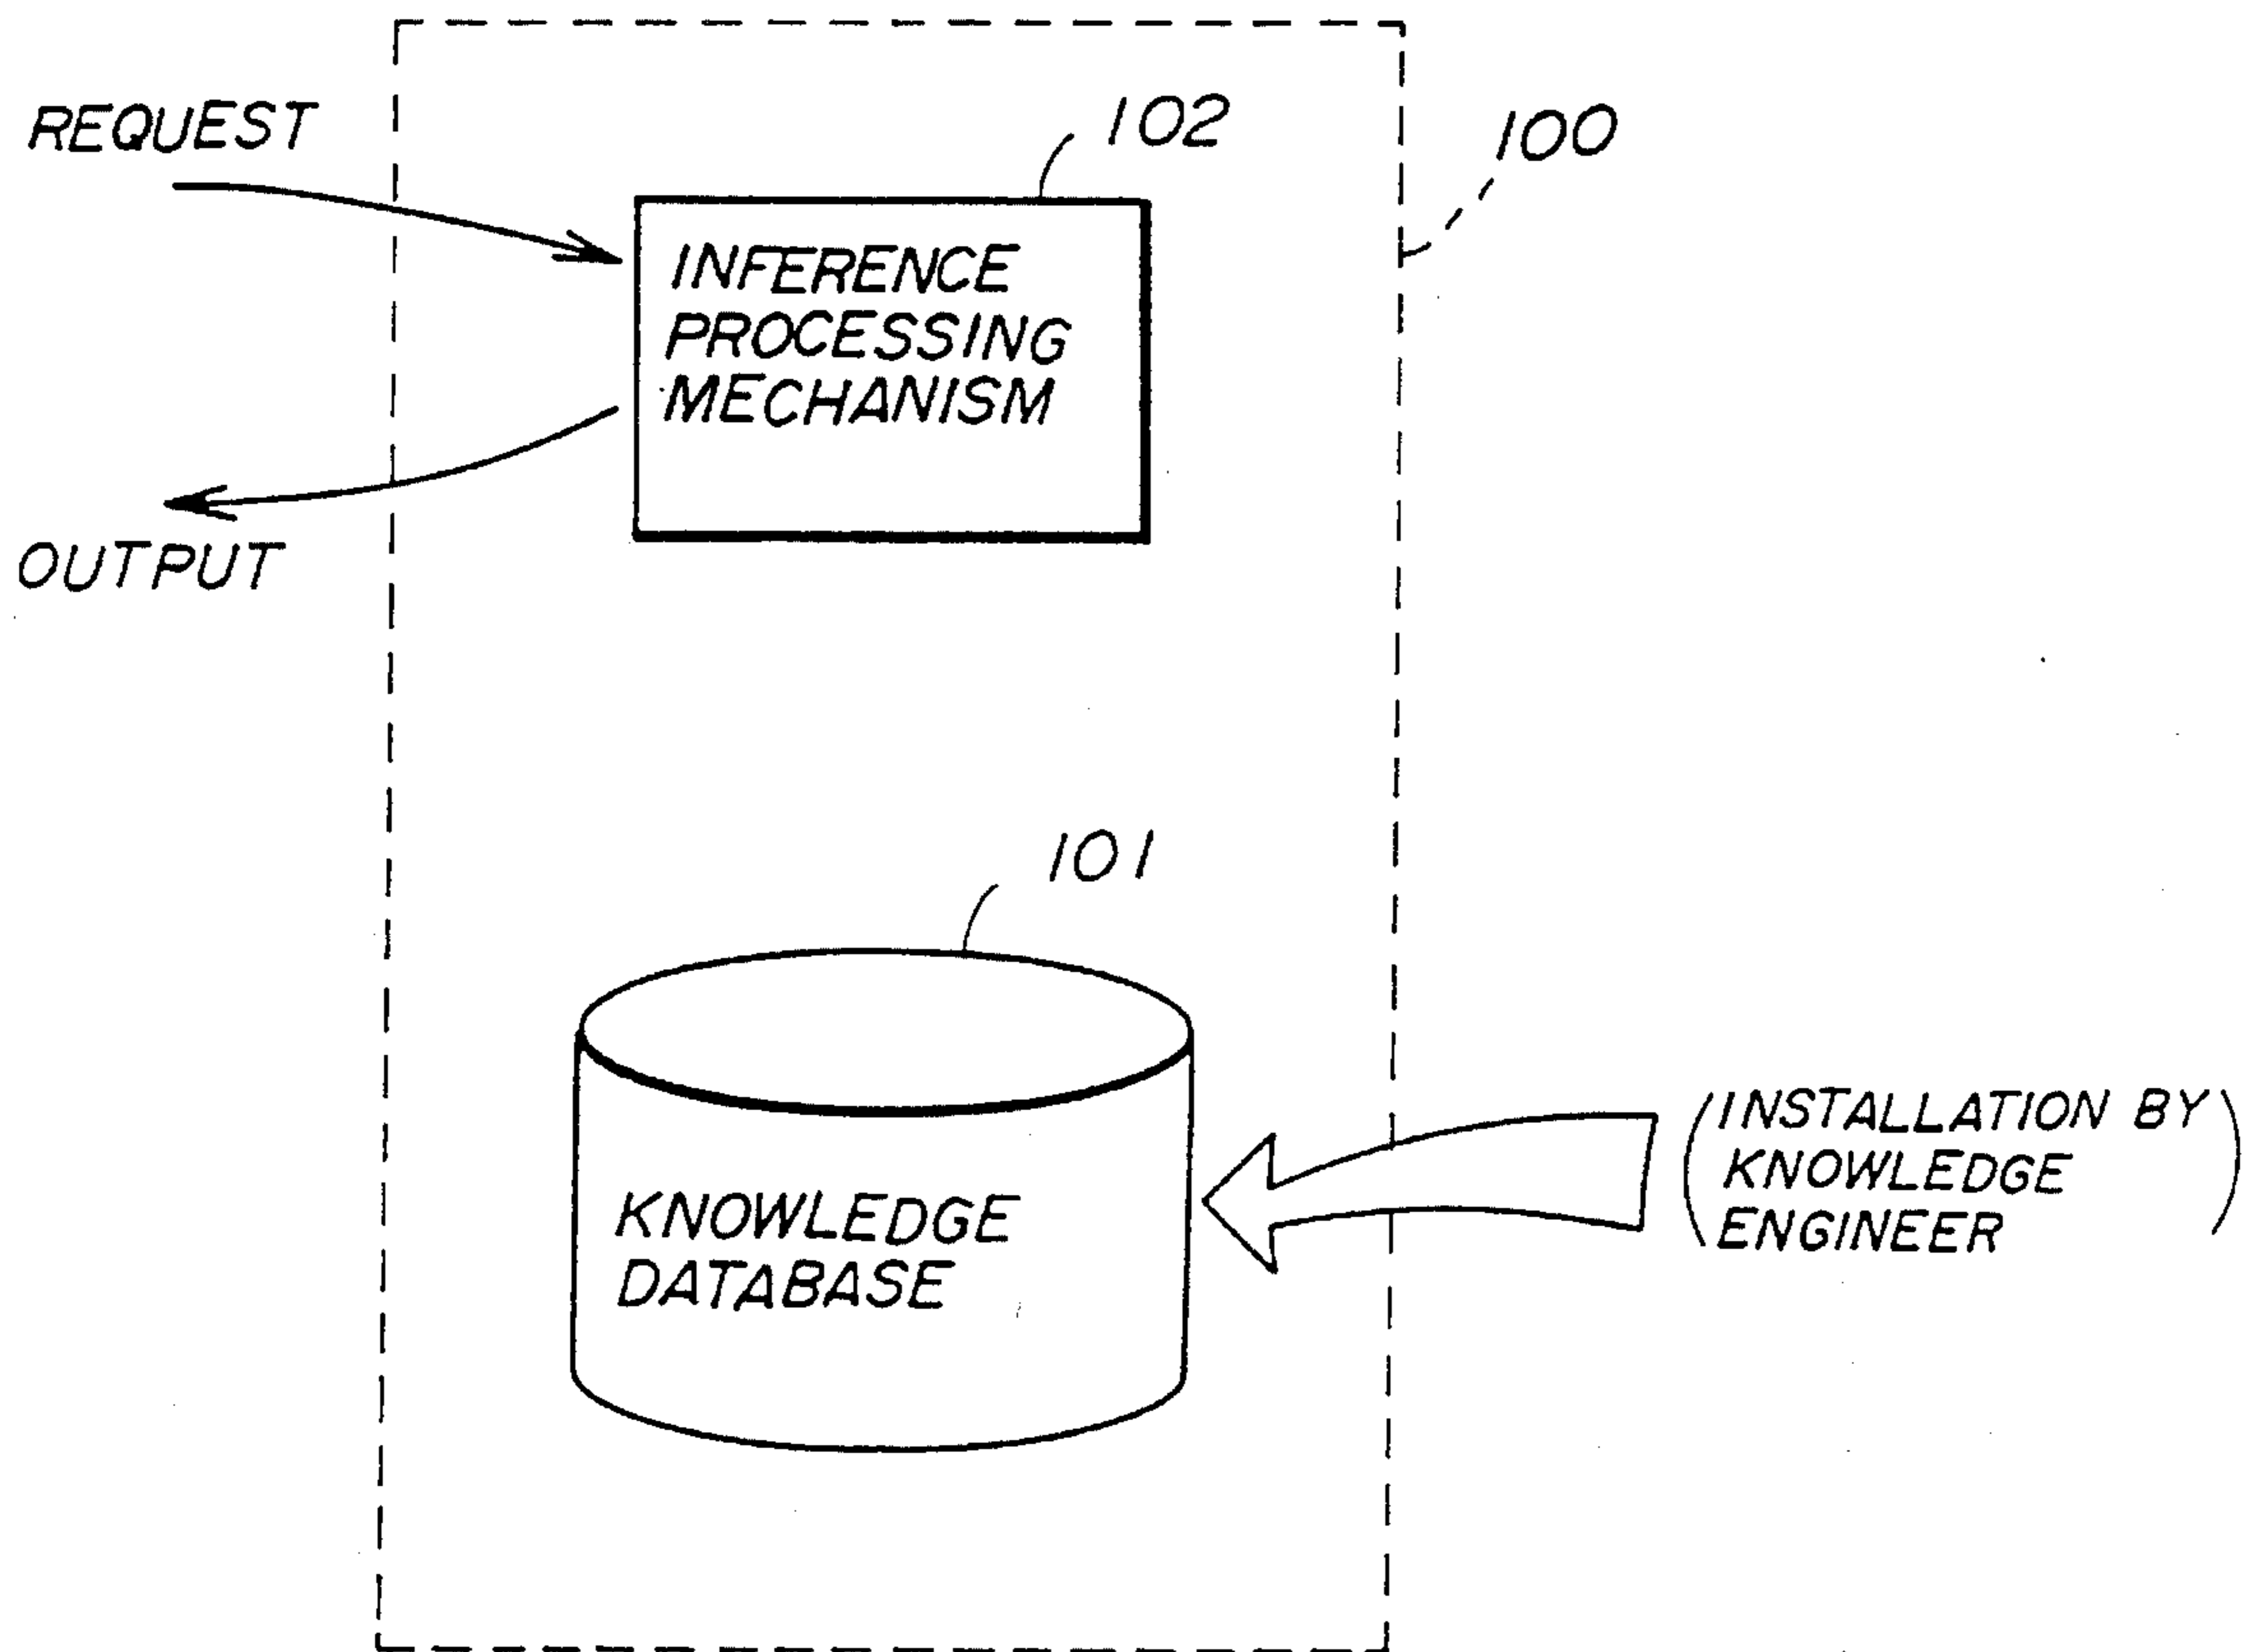 REQUEST
102
100
INFERENCE
PROCESSING
MECHANISM
OUTPUT
101
(INSTALLATION BY
KNOWLEDGE
ENGINEER)
KNOWLEDGE
DATABASE